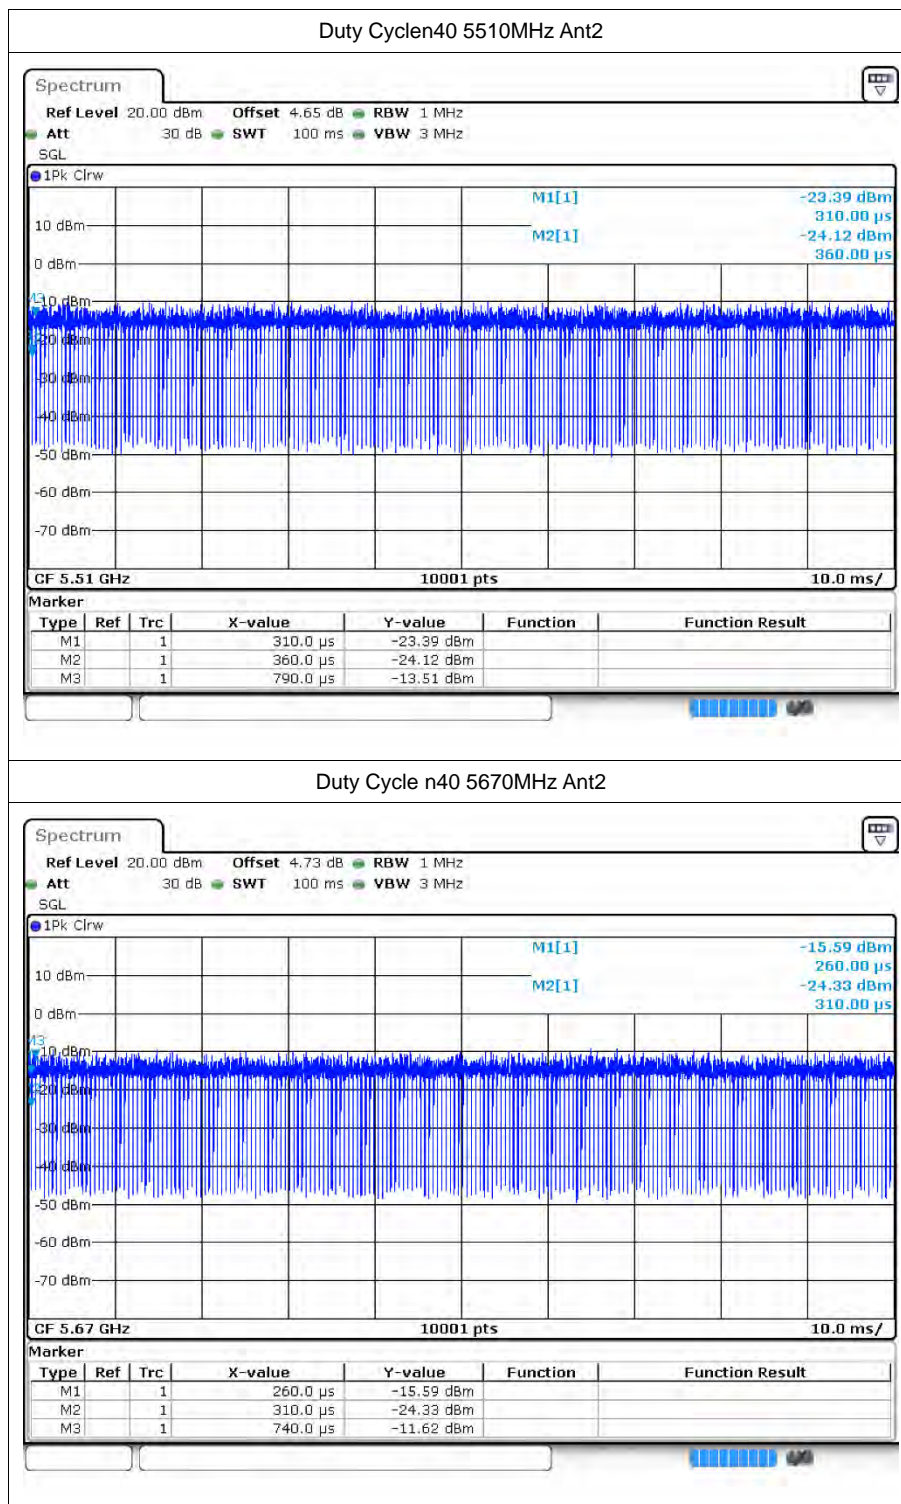 Duty Cyclen40 5510MHz Ant2
Spectrum
Ref Level 20.00 dBm Offset 4.65 dB RBW 1 MHz
Att 30 dB SWT 100 ms VBW 3 MHz
SGL
1Pk Clrw
M1[1] -23.39 dBm
310.00 µs
10 dBm
M2[1] -24.12 dBm
360.00 µs
0 dBm
M3
-10 dBm
-20 dBm
-30 dBm
-40 dBm
-50 dBm
-60 dBm
-70 dBm
CF 5.51 GHz 10001 pts 10.0 ms/
Marker
Type Ref Trc X-value Y-value Function Function Result
M1 1 310.0 µs -23.39 dBm
M2 1 360.0 µs -24.12 dBm
M3 1 790.0 µs -13.51 dBm
Duty Cycle n40 5670MHz Ant2
Spectrum
Ref Level 20.00 dBm Offset 4.73 dB RBW 1 MHz
Att 30 dB SWT 100 ms VBW 3 MHz
SGL
1Pk Clrw
M1[1] -15.59 dBm
260.00 µs
10 dBm
M2[1] -24.33 dBm
310.00 µs
0 dBm
M3
-10 dBm
-20 dBm
-30 dBm
-40 dBm
-50 dBm
-60 dBm
-70 dBm
CF 5.67 GHz 10001 pts 10.0 ms/
Marker
Type Ref Trc X-value Y-value Function Function Result
M1 1 260.0 µs -15.59 dBm
M2 1 310.0 µs -24.33 dBm
M3 1 740.0 µs -11.62 dBm